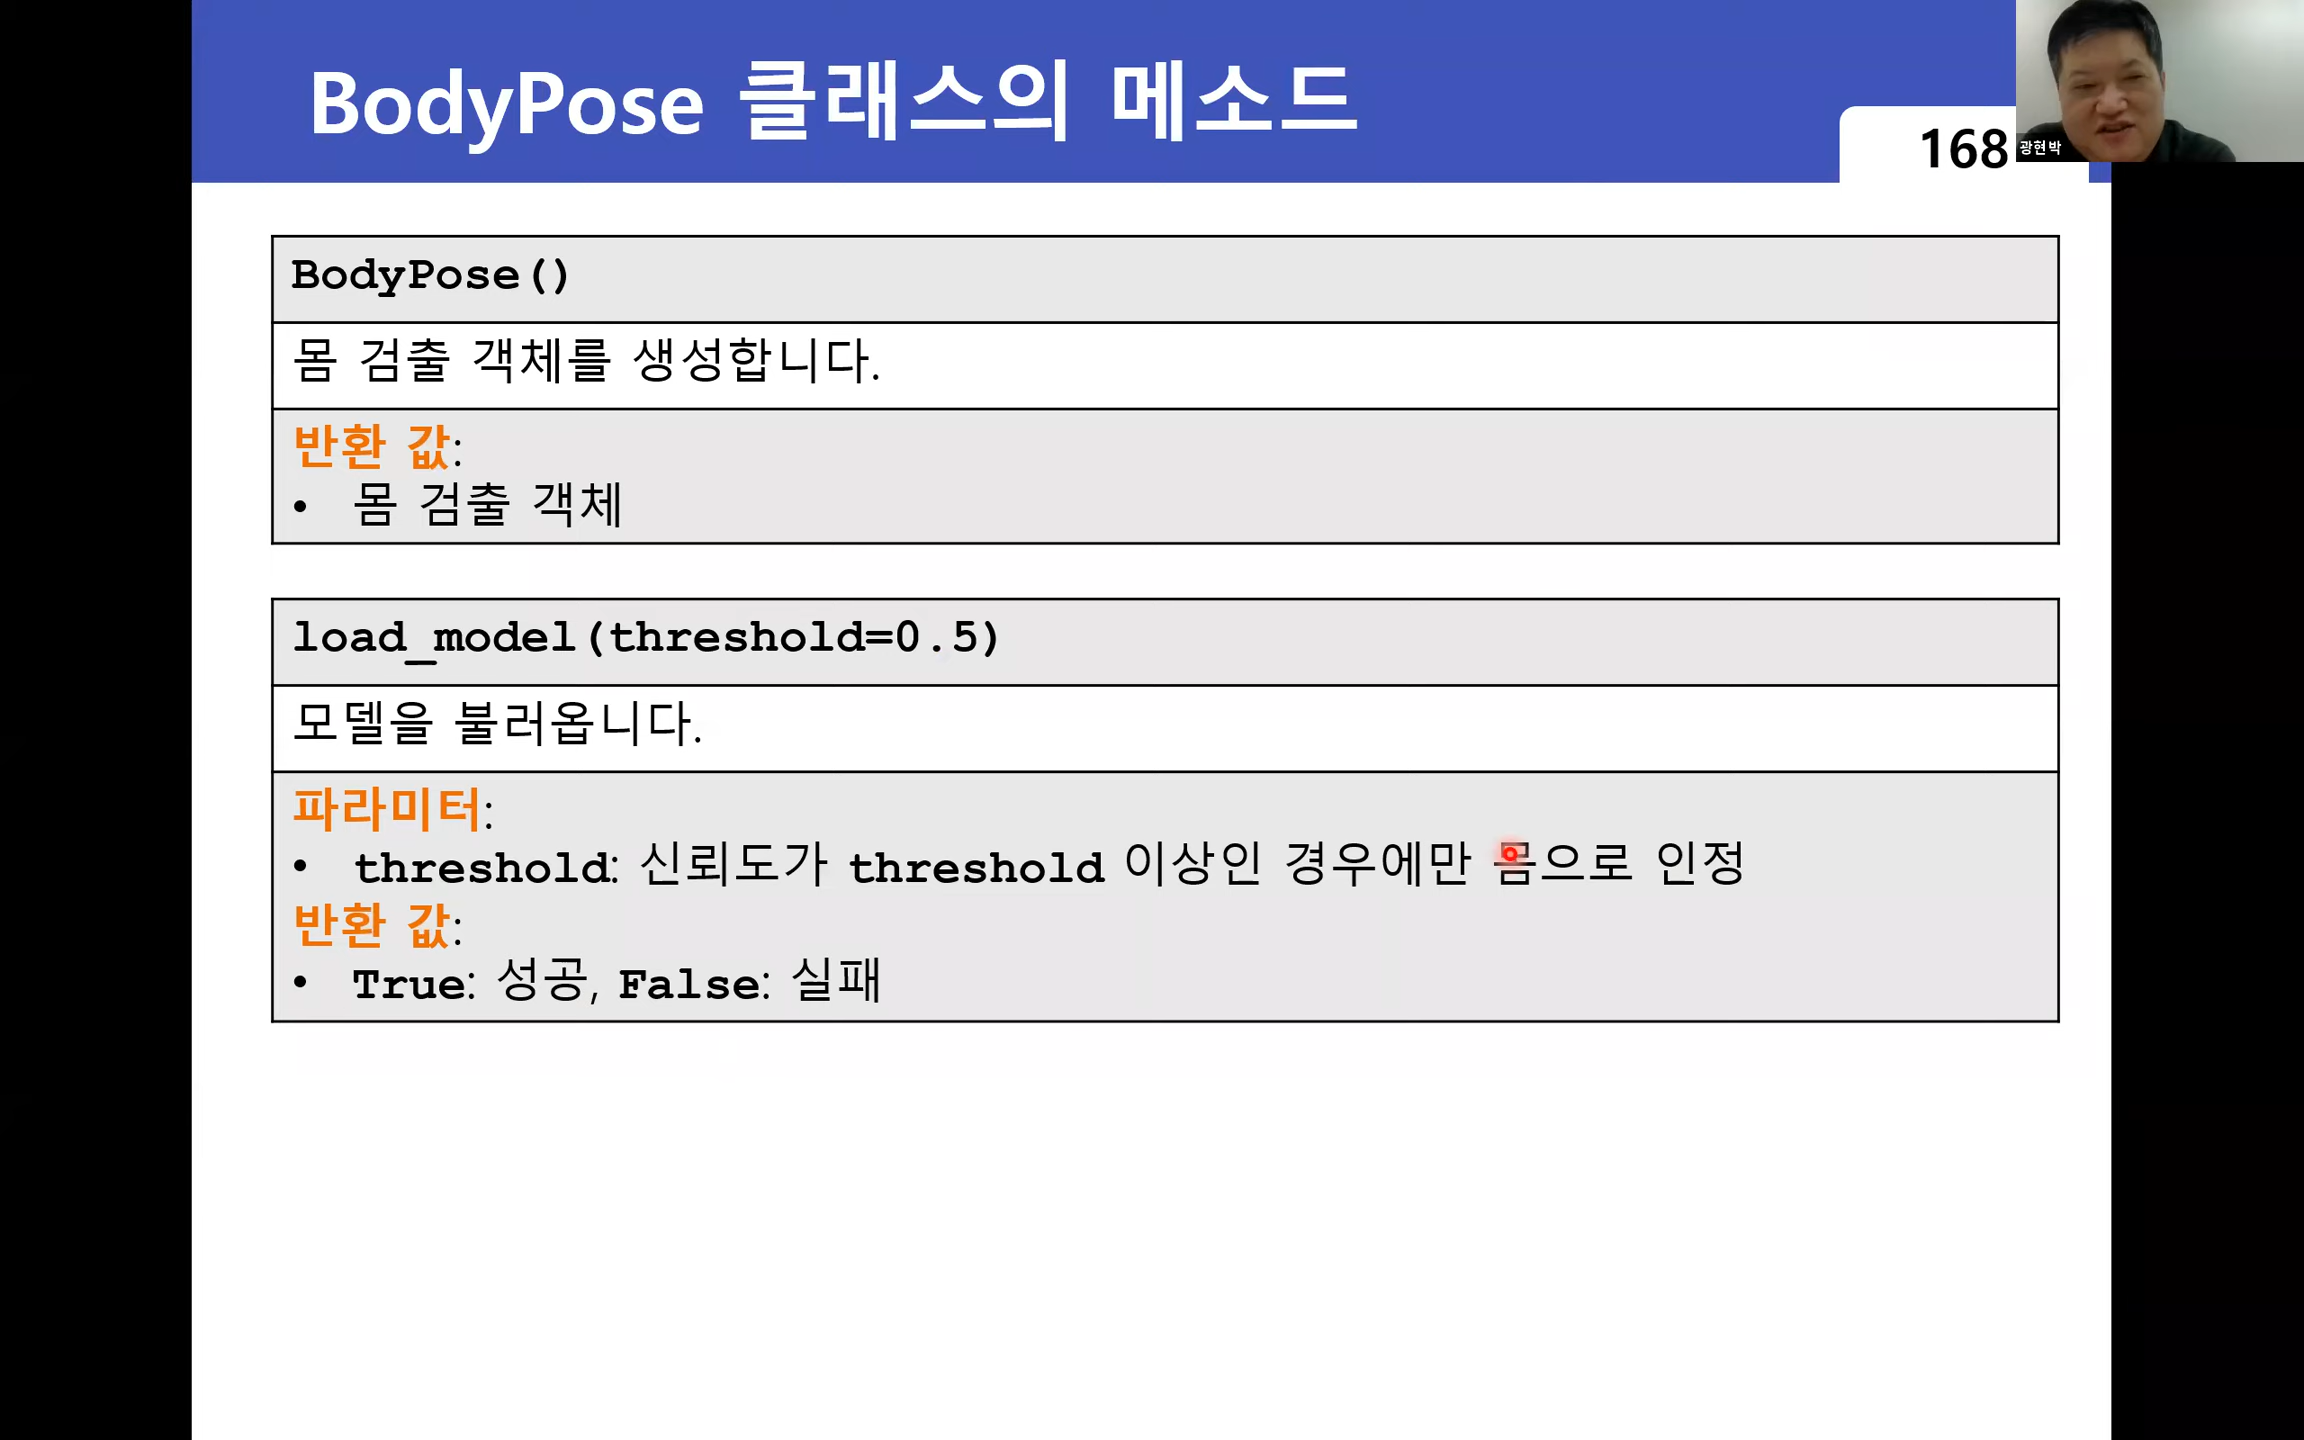 BodyPose 클래스의 메소드
168
광현박
BodyPose()
몸 검출 객체를 생성합니다.
반환 값:
• 몸 검출 객체
load_model(threshold=0.5)
모델을 불러옵니다.
파라미터:
• threshold: 신뢰도가 threshold 이상인 경우에만 몸으로 인정
반환 값:
• True: 성공, False: 실패